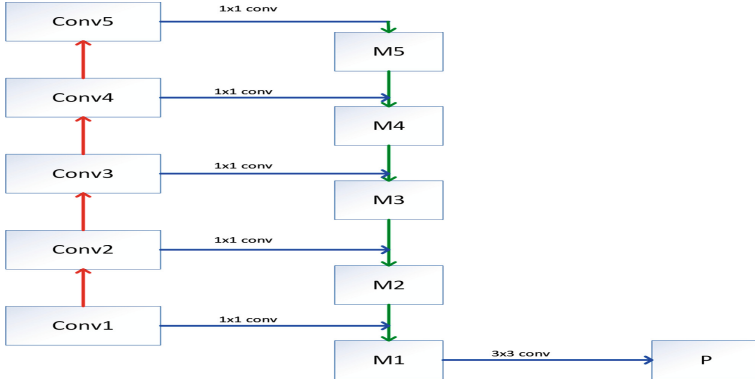 1x1 conv
Conv5
M5
1x1 conv
Conv4
M4
1x1 conv
Conv3
M3
1x1 conv
Conv2
M2
1x1 conv
Conv1
M1
3x3 conv
P